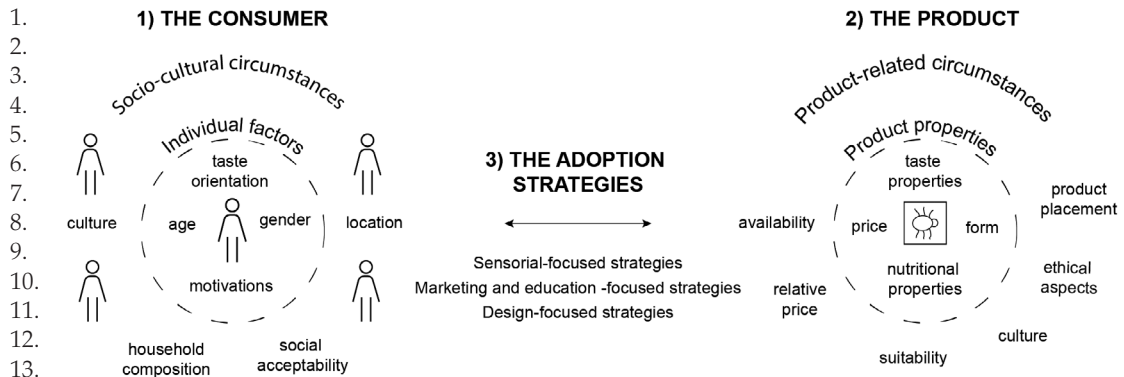 1.
2.
3.
4.
5.
6.
7.
8.
9.
10.
11.
12.
13.
1) THE CONSUMER
Socio-cultural circumstances
Individual factors
taste
orientation
age
gender
motivations
culture
location
household
composition
social
acceptability
3) THE ADOPTION
STRATEGIES
Sensorial-focused strategies
Marketing and education -focused strategies
Design-focused strategies
2) THE PRODUCT
Product-related circumstances
Product properties
taste
properties
price
form
nutritional
properties
availability
product
placement
relative
price
ethical
aspects
culture
suitability